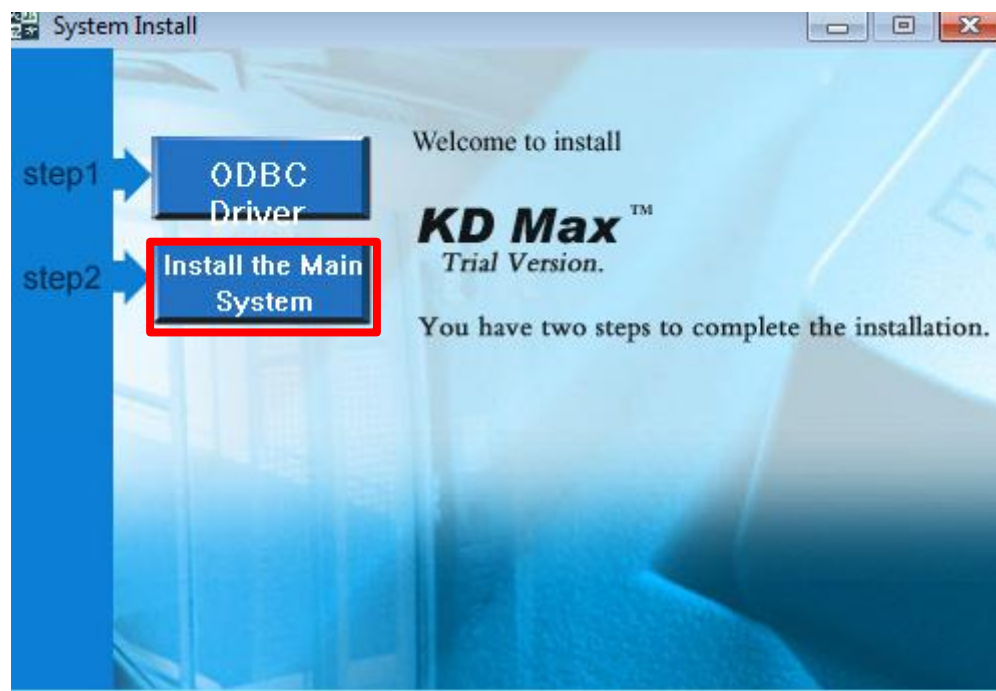 System Install
Welcome to install
step1
ODBC
Driver
KD Max™
Trial Version.
step2
Install the Main
System
You have two steps to complete the installation.